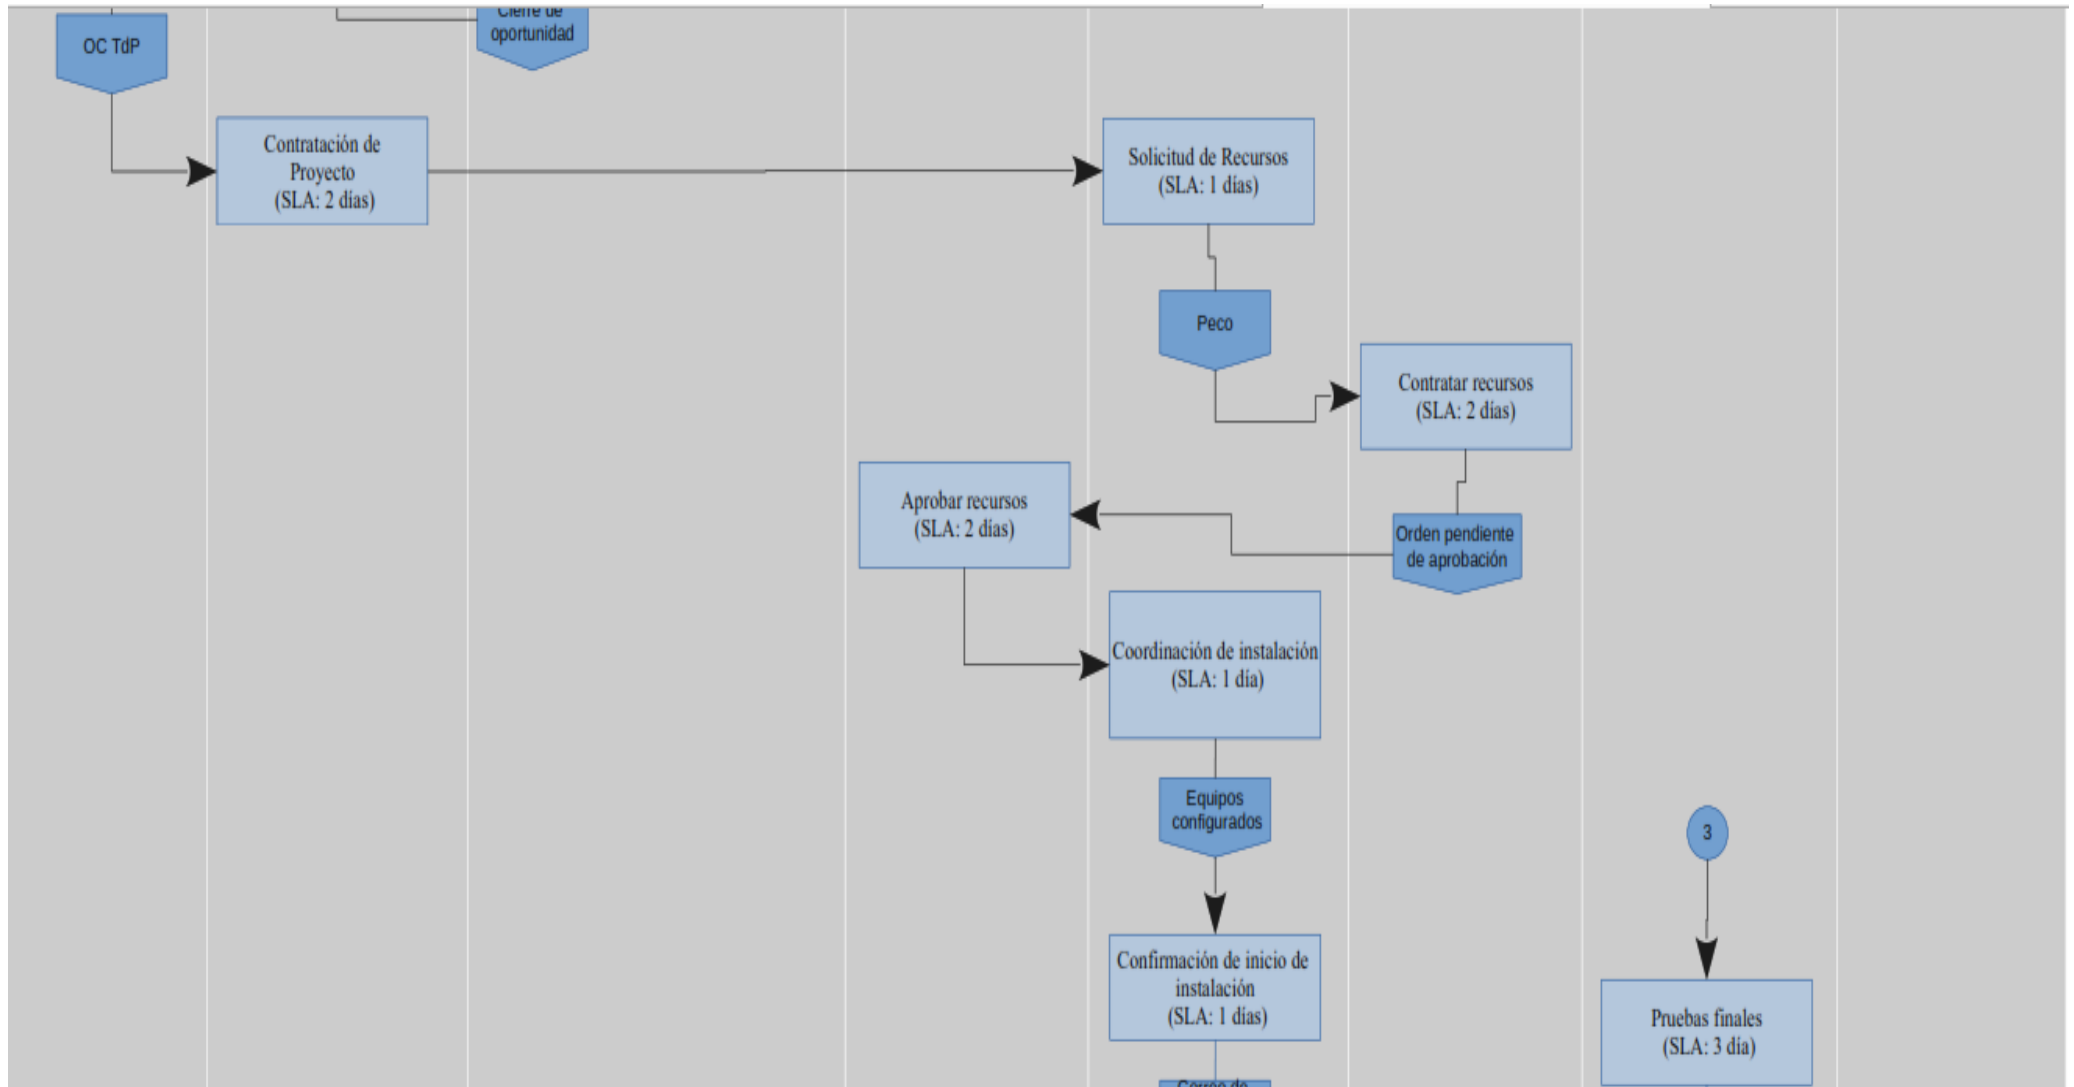 Cierre de
oportunidad
OC TdP
Contratación de
Proyecto
(SLA: 2 días)
Solicitud de Recursos
(SLA: 1 días)
Peco
Contratar recursos
(SLA: 2 días)
Aprobar recursos
(SLA: 2 días)
Orden pendiente
de aprobación
Coordinación de instalación
(SLA: 1 día)
Equipos
configurados
3
Confirmación de inicio de
instalación
(SLA: 1 días)
Pruebas finales
(SLA: 3 día)
Correo de